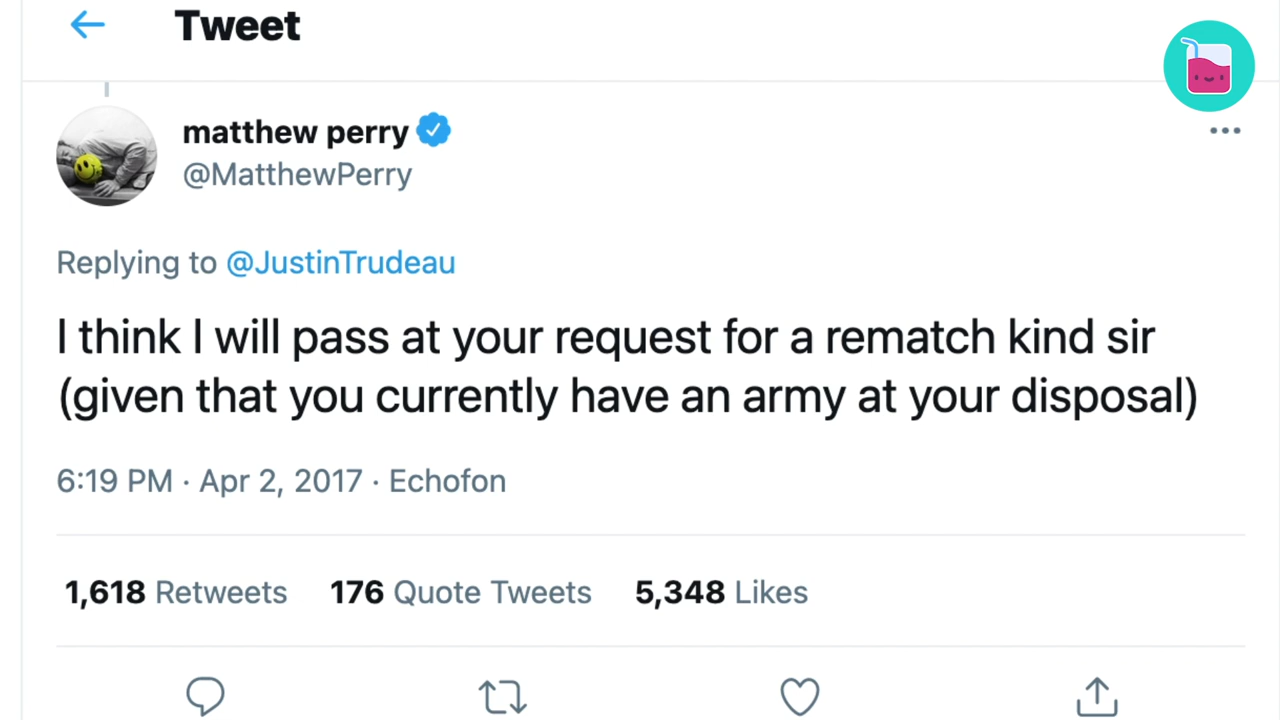 Tweet
matthew perry
@MatthewPerry
Replying to @JustinTrudeau
I think I will pass at your request for a rematch kind sir
(given that you currently have an army at your disposal)
6:19 PM · Apr 2, 2017 · Echofon
1,618 Retweets 176 Quote Tweets 5,348 Likes